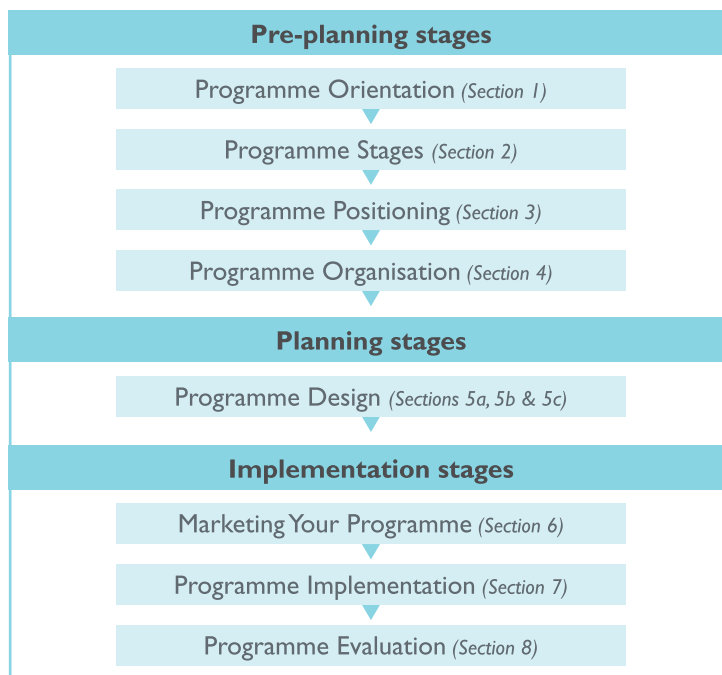 Pre-planning stages
Programme Orientation (Section 1)
Programme Stages (Section 2)
Programme Positioning (Section 3)
Programme Organisation (Section 4)
Planning stages
Programme Design (Sections 5a, 5b & 5c)
Implementation stages
Marketing Your Programme (Section 6)
Programme Implementation (Section 7)
Programme Evaluation (Section 8)